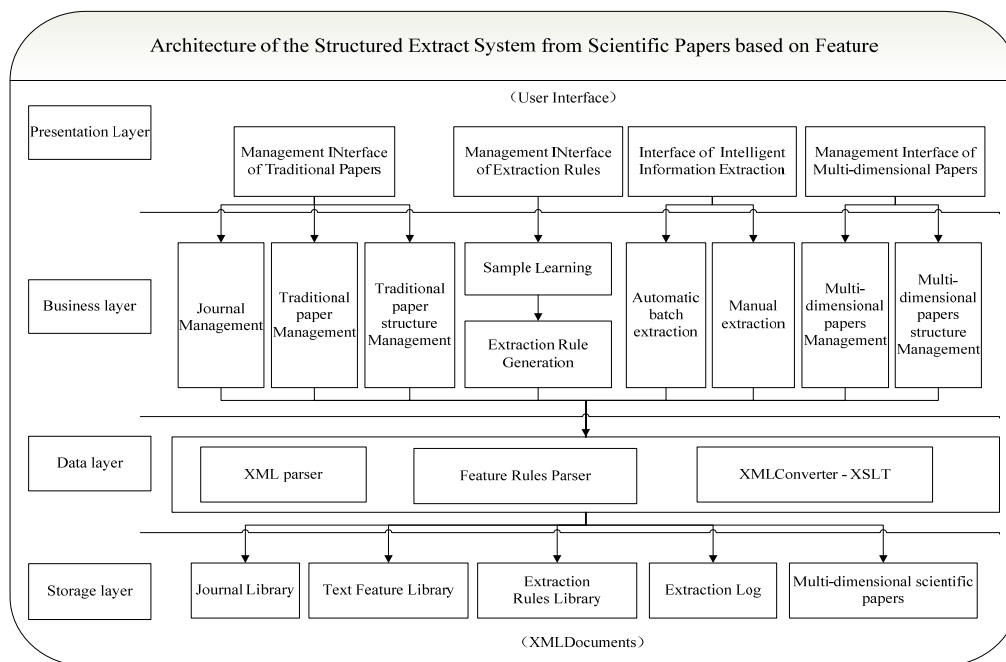 Architecture of the Structured Extract System from Scientific Papers based on Feature
（User Interface）
Presentation Layer
Management INterface
of Traditional Papers
Management INterface
of Extraction Rules
Interface of Intelligent
Information Extraction
Management Interface of
Multi-dimensional Papers
Business layer
Journal
Management
Traditional
paper
Management
Traditional
paper
structure
Management
Sample Learning
Extraction Rule
Generation
Automatic
batch
extraction
Manual
extraction
Multi-
dimensional
papers
Management
Multi-
dimensional
papers
structure
Management
Data layer
XML parser
Feature Rules Parser
XMLConverter - XSLT
Storage layer
Journal Library
Text Feature Library
Extraction
Rules Library
Extraction Log
Multi-dimensional scientific
papers
（XMLDocuments）